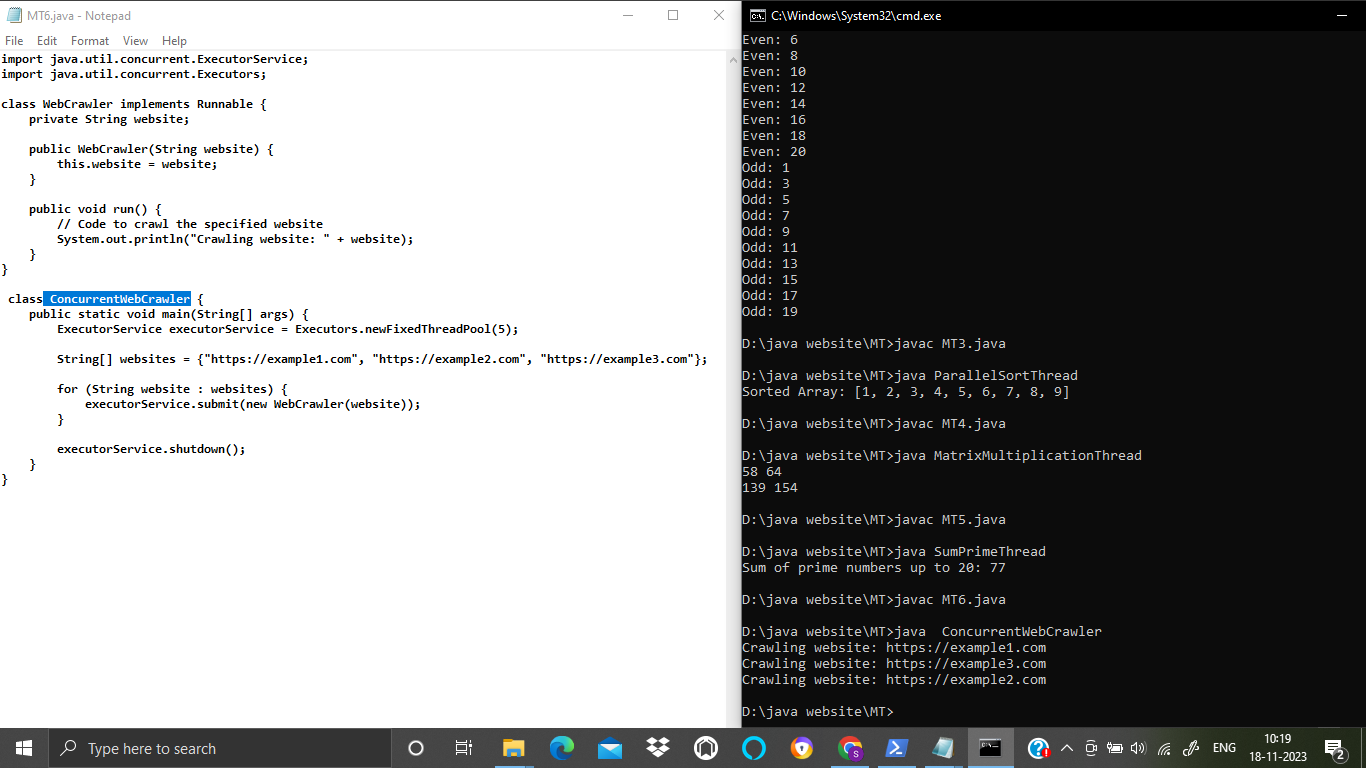 MT6.java - Notepad
File Edit Format View Help
import java.util.concurrent.ExecutorService;
import java.util.concurrent.Executors;
class WebCrawler implements Runnable {
    private String website;
    public WebCrawler(String website) {
        this.website = website;
    }
    public void run() {
        // Code to crawl the specified website
        System.out.println("Crawling website: " + website);
    }
}
 class ConcurrentWebCrawler {
    public static void main(String[] args) {
        ExecutorService executorService = Executors.newFixedThreadPool(5);
        String[] websites = {"https://example1.com", "https://example2.com", "https://example3.com"};
        for (String website : websites) {
            executorService.submit(new WebCrawler(website));
        }
        executorService.shutdown();
    }
}
C:\Windows\System32\cmd.exe
Even: 6
Even: 8
Even: 10
Even: 12
Even: 14
Even: 16
Even: 18
Even: 20
Odd: 1
Odd: 3
Odd: 5
Odd: 7
Odd: 9
Odd: 11
Odd: 13
Odd: 15
Odd: 17
Odd: 19
D:\java website\MT>javac MT3.java
D:\java website\MT>java ParallelSortThread
Sorted Array: [1, 2, 3, 4, 5, 6, 7, 8, 9]
D:\java website\MT>javac MT4.java
D:\java website\MT>java MatrixMultiplicationThread
58 64
139 154
D:\java website\MT>javac MT5.java
D:\java website\MT>java SumPrimeThread
Sum of prime numbers up to 20: 77
D:\java website\MT>javac MT6.java
D:\java website\MT>java  ConcurrentWebCrawler
Crawling website: https://example1.com
Crawling website: https://example3.com
Crawling website: https://example2.com
D:\java website\MT>
Type here to search
S
ENG
10:19
18-11-2023
2